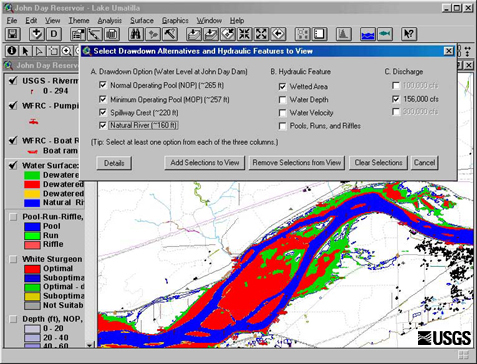 John Day Reservoir - Lake Umatilla
File Edit View Theme Analysis Surface Graphics Window Help
John Day Reserv
Select Drawdown Alternatives and Hydraulic Features to View
A. Drawdown Option (Water Level at John Day Dam)
B. Hydraulic Feature
C. Discharge
Normal Operating Pool (NOP) (~265 ft)
Wetted Area
100,000 cfs
Minimum Operating Pool (MOP) (~257 ft)
Water Depth
156,000 cfs
Spillway Crest (~220 ft)
Water Velocity
300,000 cfs
Natural River (~160 ft)
Pools, Runs, and Riffles
(Tip: Select at least one option from each of the three columns.)
Details
Add Selections to View
Remove Selections from View
Clear Selections
Cancel
USGS - Riverm
0 - 294
WFRC - Pumpi
WFRC - Boat R
Boat ram
Water Surface:
Dewatere
Dewatere
Dewatere
Natural Ri
Pool-Run-Riffle,
Pool
Run
Riffle
White Sturgeon
Optimal
Suboptima
Optimal - d
Suboptima
Not Suitab
Depth (ft), NOP,
0 - 20
20 - 40
40 - 60
USGS